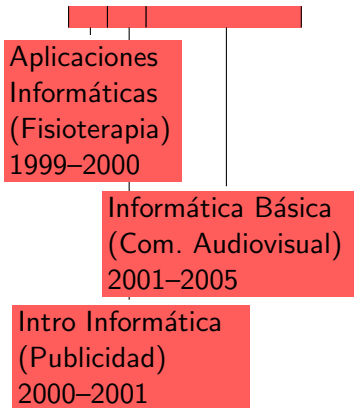 Aplicaciones
Informáticas
(Fisioterapia)
1999–2000
Informática Básica
(Com. Audiovisual)
2001–2005
Intro Informática
(Publicidad)
2000–2001